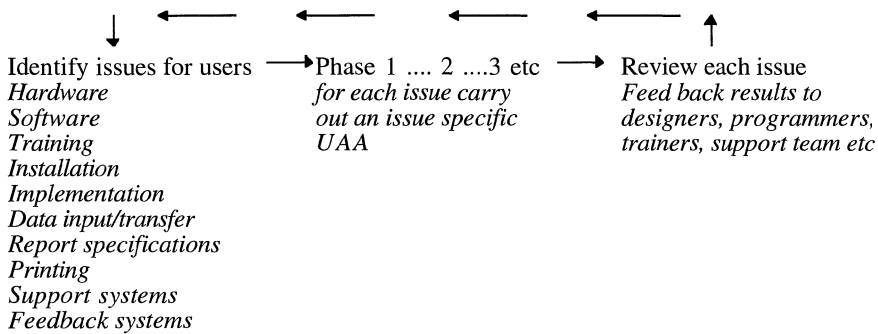 Identify issues for users
Hardware
Software
Training
Installation
Implementation
Data input/transfer
Report specifications
Printing
Support systems
Feedback systems
Phase 1 .... 2 ....3 etc
for each issue carry
out an issue specific
UAA
Review each issue
Feed back results to
designers, programmers,
trainers, support team etc